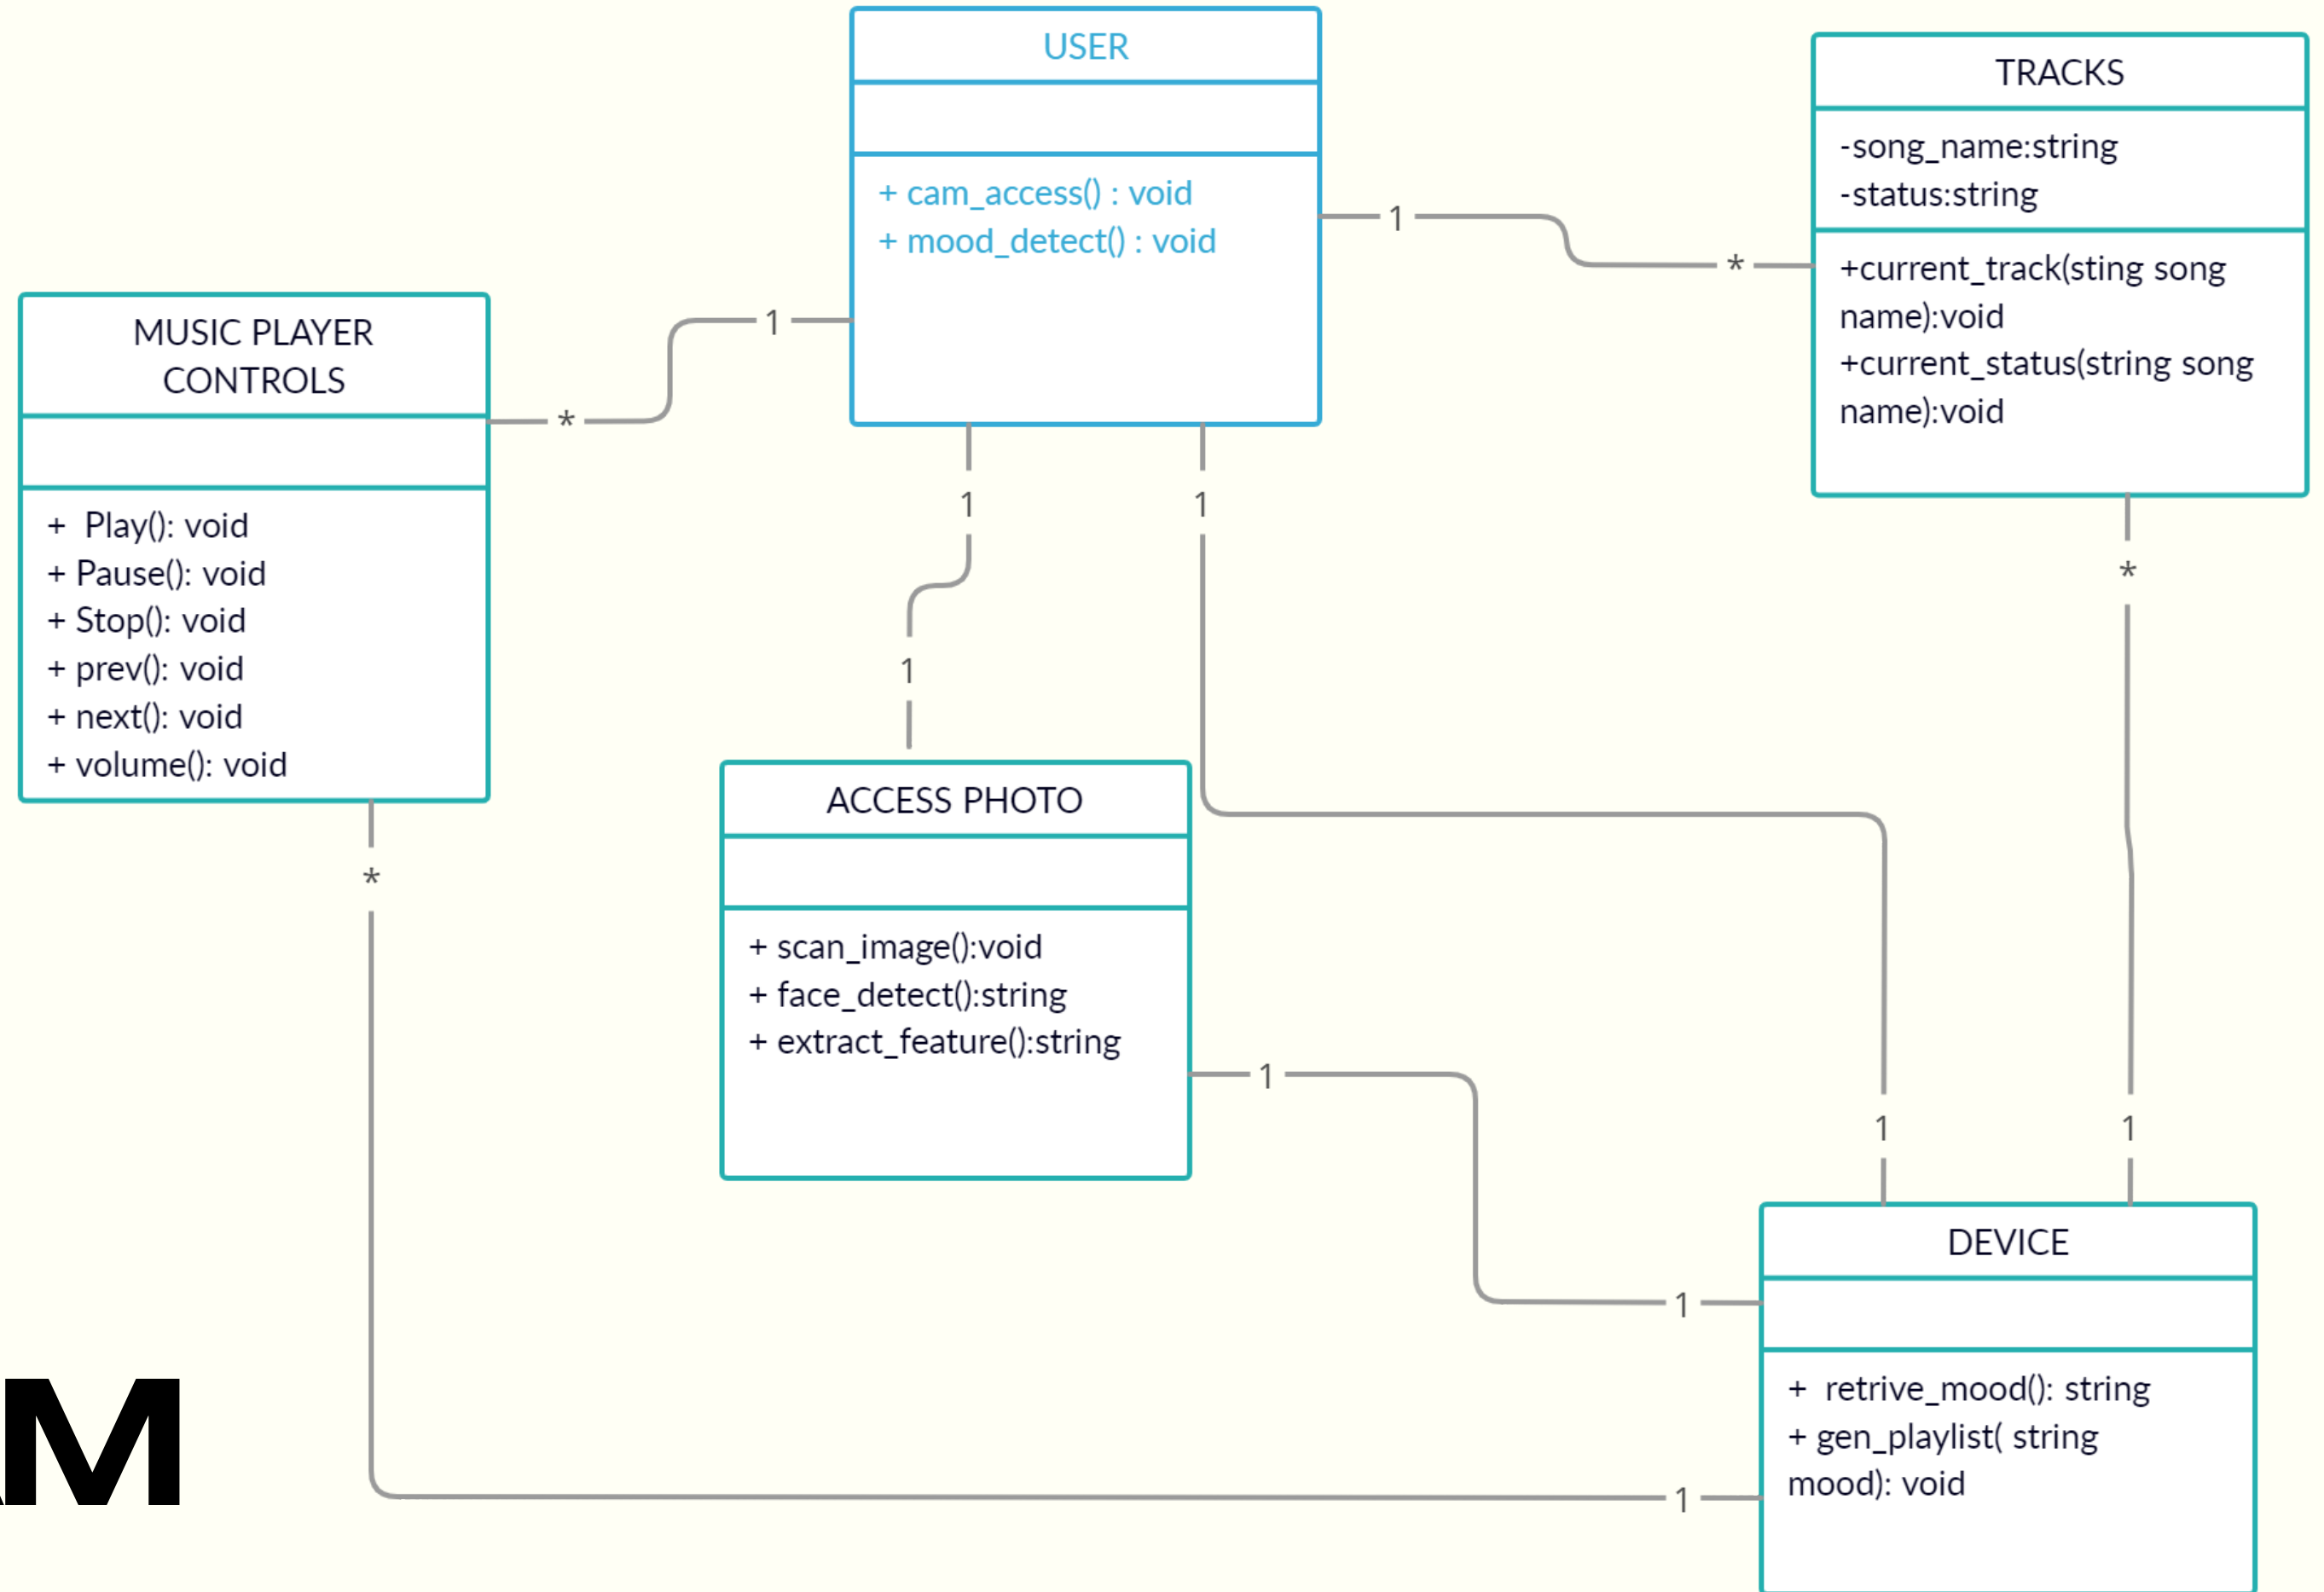 USER
+ cam_access() : void
+ mood_detect() : void
TRACKS
-song_name:string
-status:string
+current_track(sting song
name):void
+current_status(string song
name):void
1
*
1
*
MUSIC PLAYER
CONTROLS
+  Play(): void
+ Pause(): void
+ Stop(): void
+ prev(): void
+ next(): void
+ volume(): void
1
1
*
1
ACCESS PHOTO
+ scan_image():void
+ face_detect():string
+ extract_feature():string
*
1
1
1
1
DEVICE
+  retrive_mood(): string
+ gen_playlist( string
mood): void
1
M